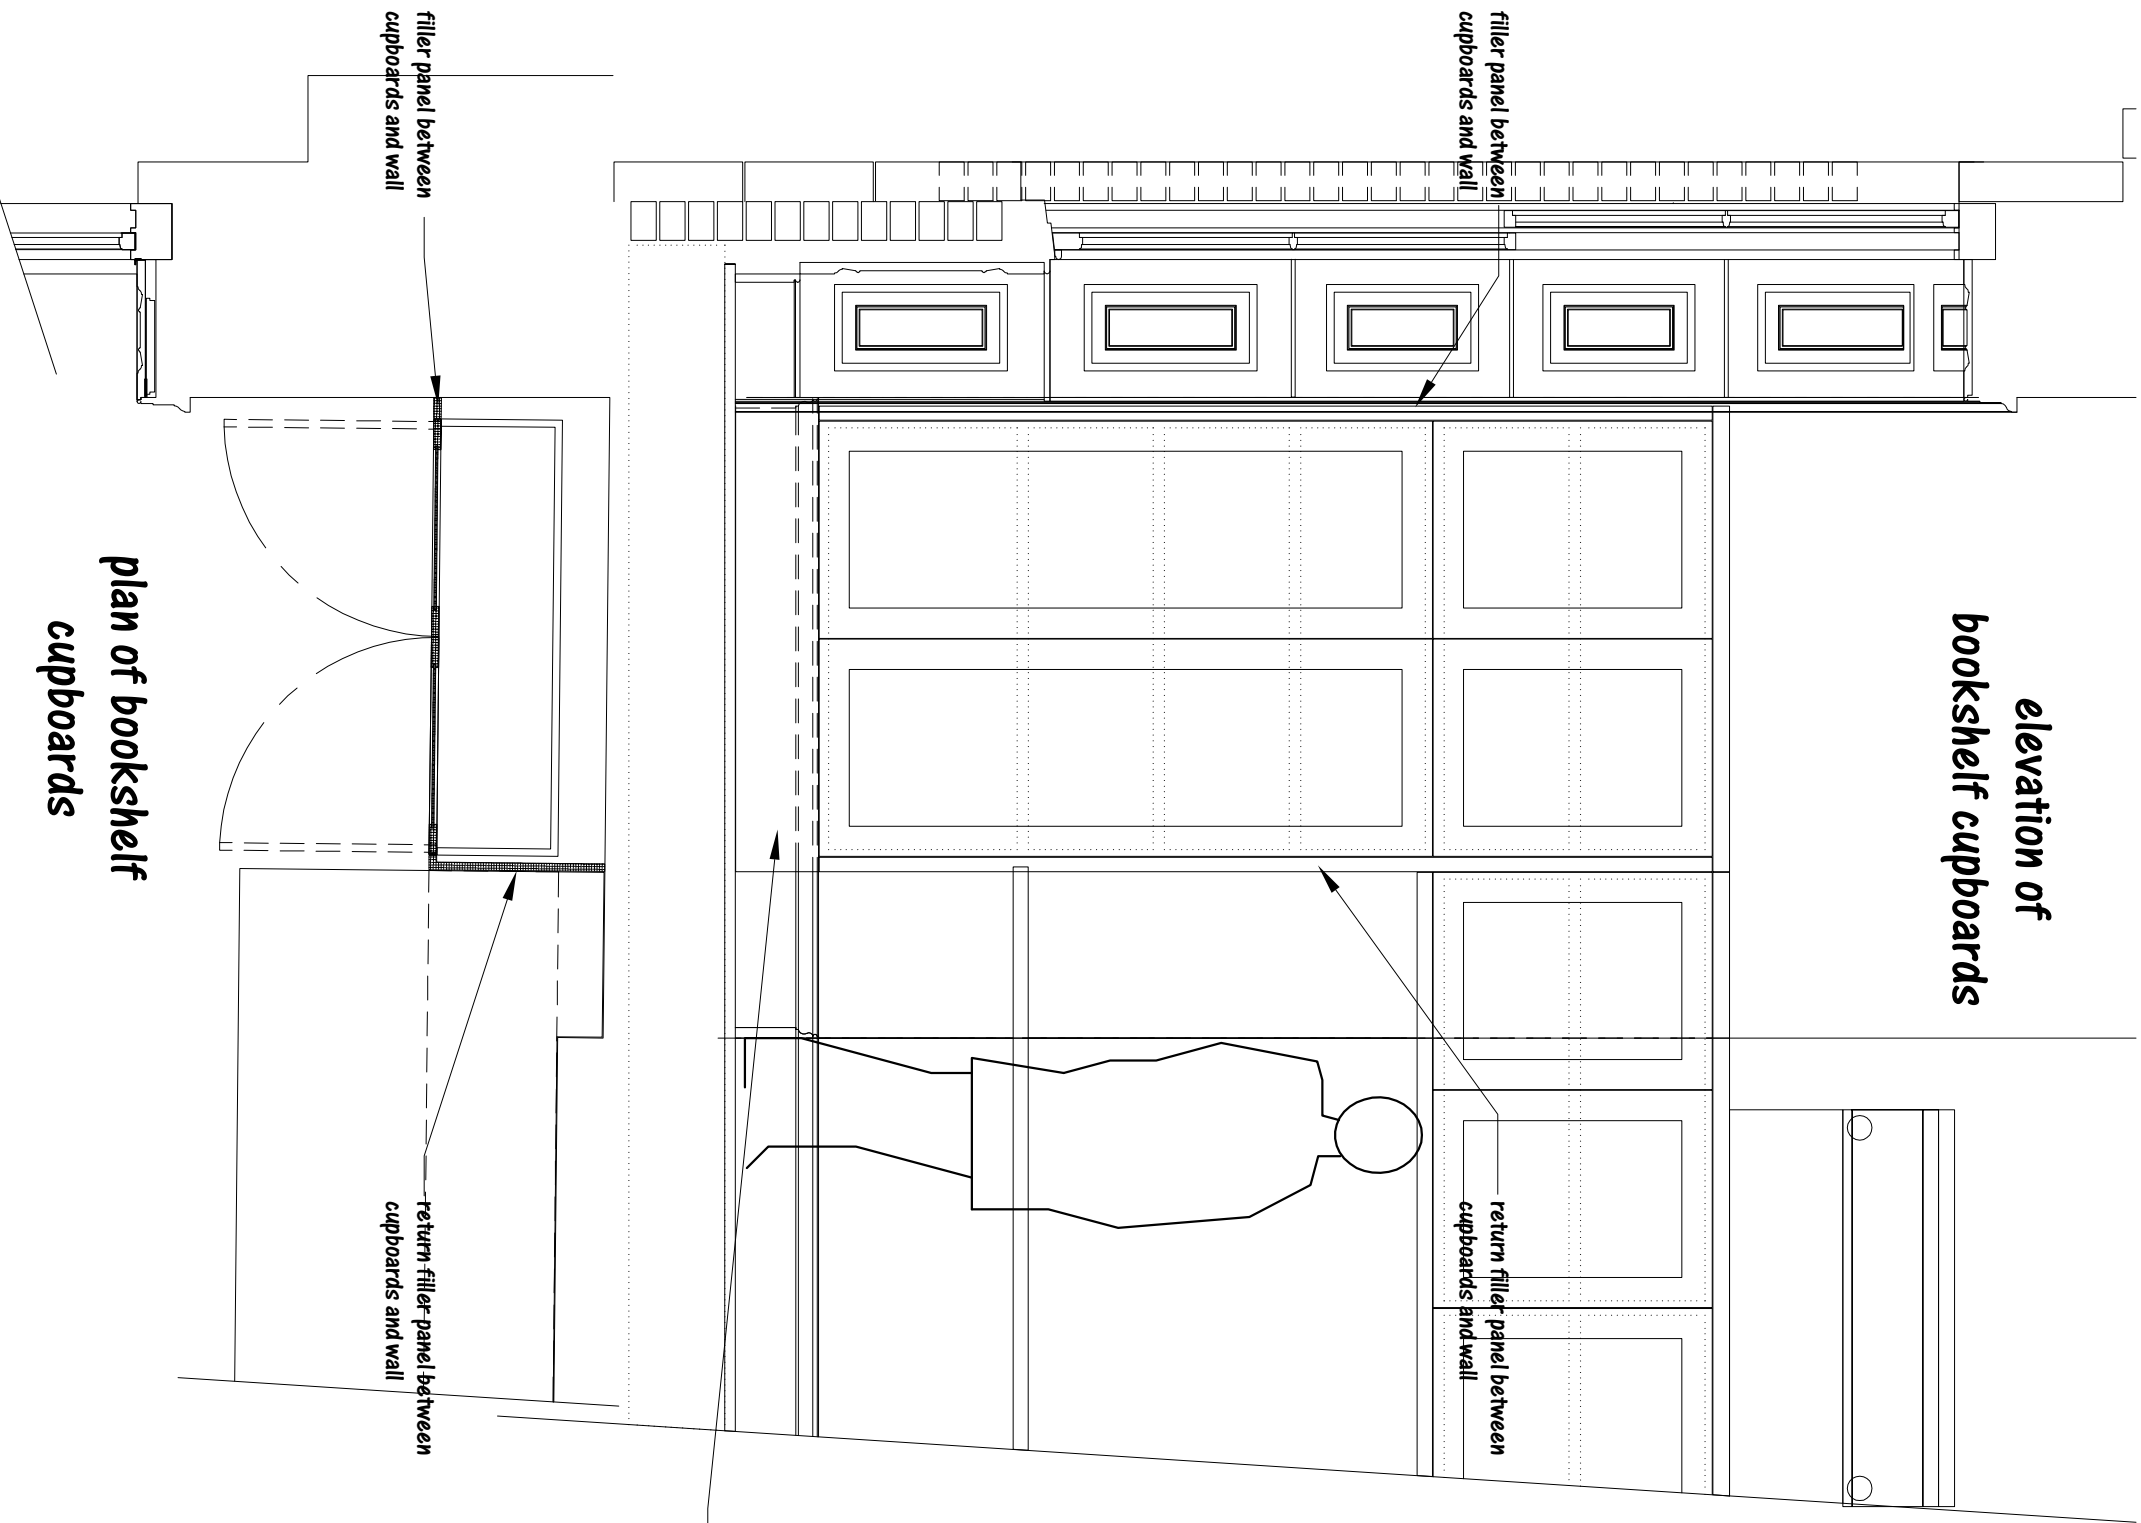 elevation of
bookshelf cupboards
filler panel between
cupboards and wall
return filler panel between
cupboards and wall
filler panel between
cupboards and wall
return filler panel between
cupboards and wall
plan of bookshelf
cupboards